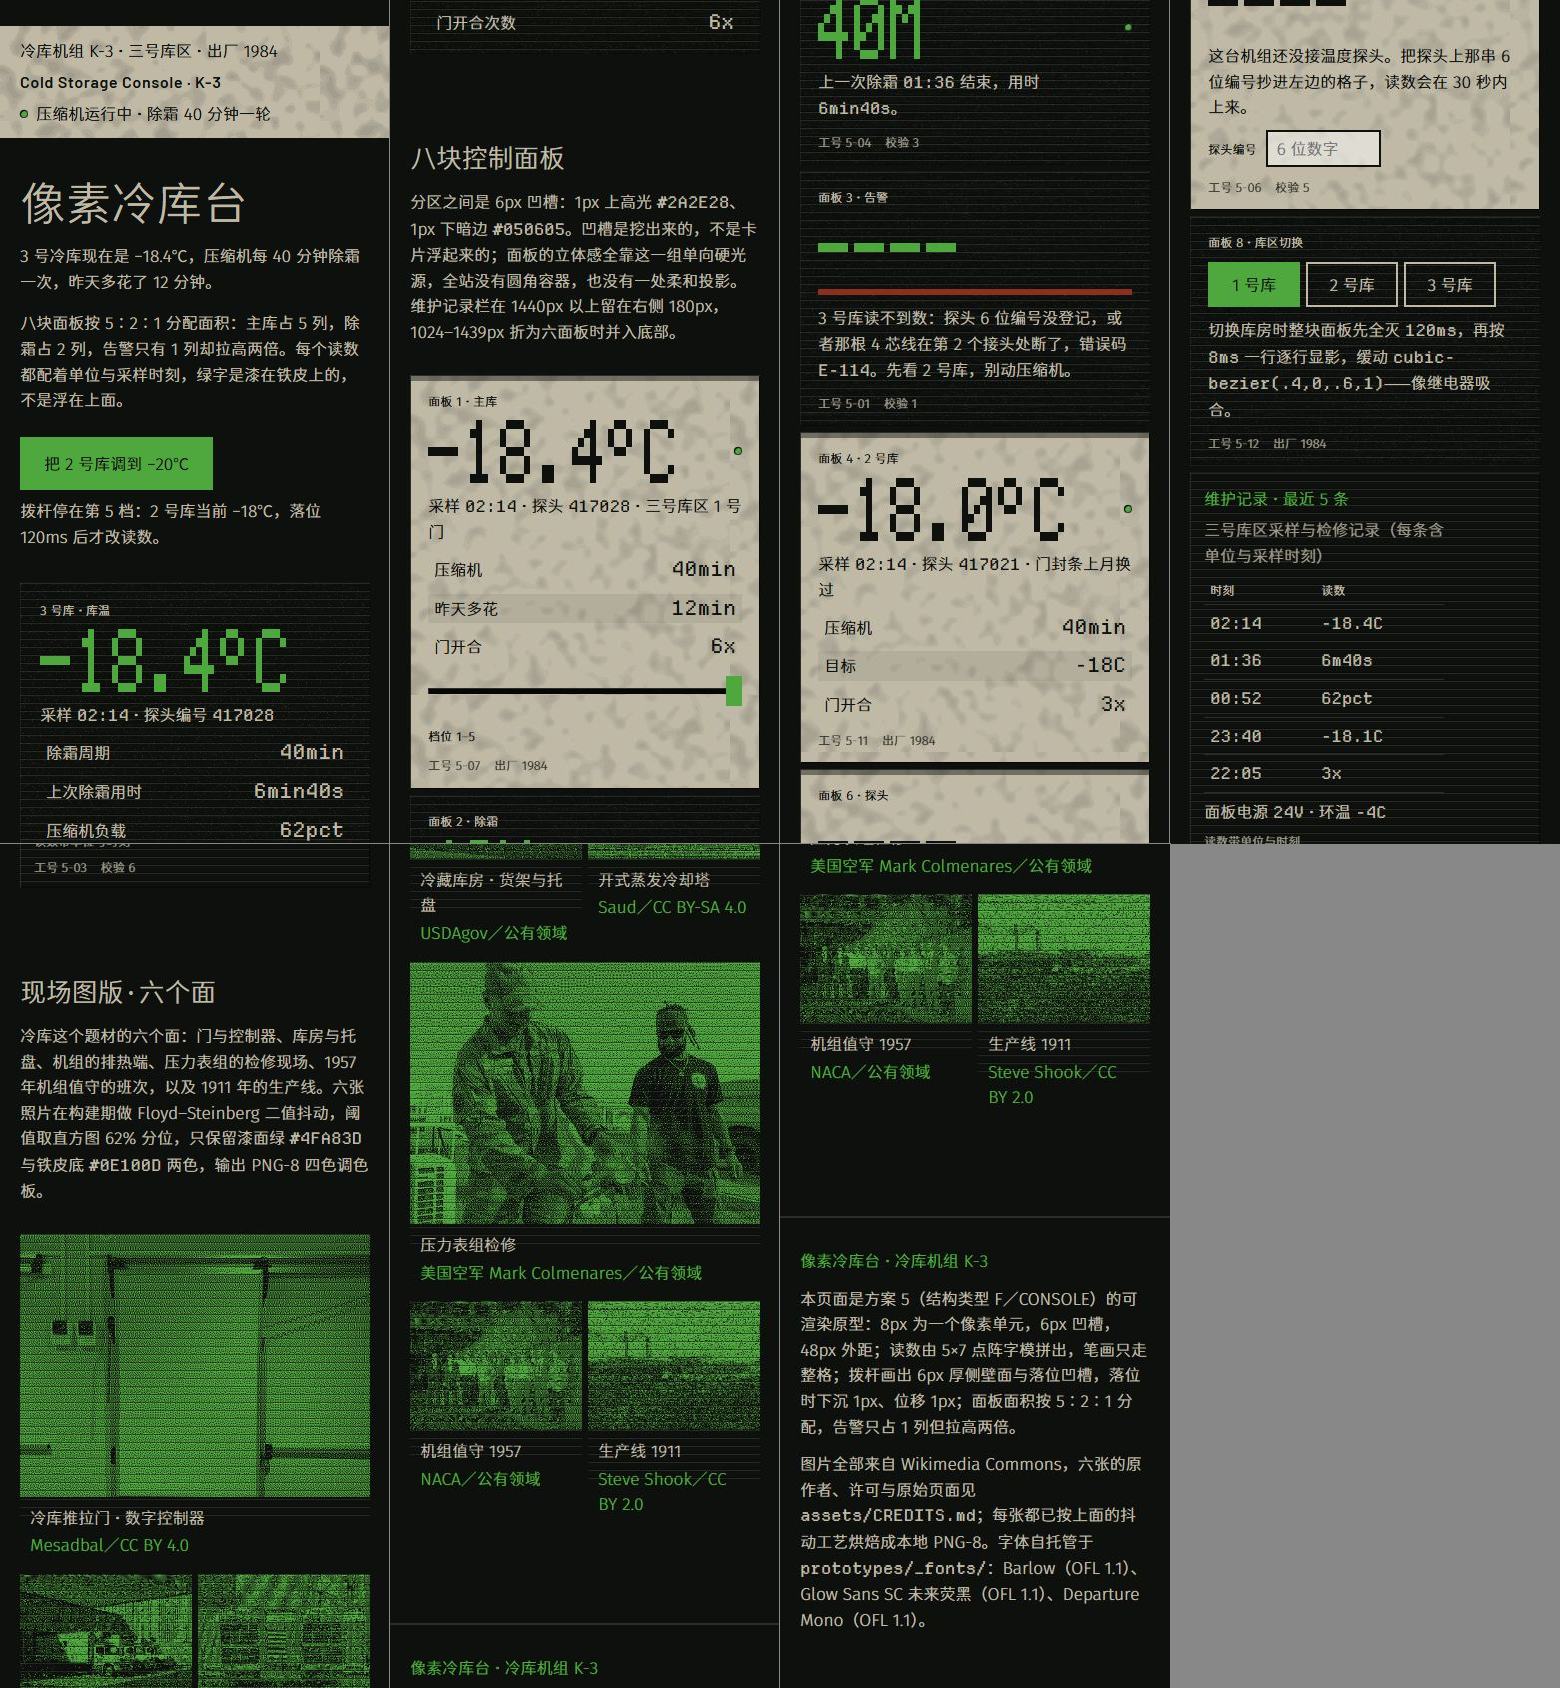 冷库机组 K-3 · 三号库区 · 出厂 1984
Cold Storage Console · K-3
压缩机运行中 · 除霜 40 分钟一轮
像素冷库台
3 号冷库现在是 −18.4°C，压缩机每 40 分钟除霜
一次，昨天多花了 12 分钟。
八块面板按 5∶2∶1 分配面积：主库占 5 列，除
霜占 2 列，告警只有 1 列却拉高两倍。每个读数
都配着单位与采样时刻，绿字是漆在铁皮上的，
不是浮在上面。
把 2 号库调到 −20°C
拨杆停在第 5 档：2 号库当前 −18°C，落位
120ms 后才改读数。
3 号库 · 库温
−18.4°C
采样 02:14 · 探头编号 417028
除霜周期 40min
上次除霜用时 6min40s
压缩机负载 62pct
门开合次数 6x
八块控制面板
分区之间是 6px 凹槽：1px 上高光 #2A2E28、
1px 下暗边 #050605。凹槽是挖出来的，不是卡
片浮起来的；面板的立体感全靠这一组单向硬光
源，全站没有圆角容器，也没有一处柔和投影。
维护记录栏在 1440px 以上留在右侧 180px，
1024–1439px 折为六面板时并入底部。
面板 1 · 主库
−18.4°C
采样 02:14 · 探头 417028 · 三号库区 1 号
门
压缩机 40min
昨天多花 12min
门开合 6x
档位 1–5
工号 5-07 出厂 1984
面板 2 · 除霜
40M
上一次除霜 01:36 结束，用时
6min40s。
工号 5-04 校验 3
面板 3 · 告警
3 号库读不到数：探头 6 位编号没登记，或
者那根 4 芯线在第 2 个接头处断了，错误码
E-114。先看 2 号库，别动压缩机。
工号 5-01 校验 1
面板 4 · 2 号库
−18.0°C
采样 02:14 · 探头 417021 · 门封条上月换
过
压缩机 40min
目标 -18C
门开合 3x
工号 5-11 出厂 1984
面板 6 · 探头
这台机组还没接温度探头。把探头上那串 6
位编号抄进左边的格子，读数会在 30 秒内
上来。
探头编号 6 位数字
工号 5-06 校验 5
面板 8 · 库区切换
1 号库 2 号库 3 号库
切换库房时整块面板先全灭 120ms，再按
8ms 一行逐行显影，缓动 cubic-
bezier(.4,0,.6,1)——像继电器吸
合。
工号 5-12 出厂 1984
维护记录 · 最近 5 条
三号库区采样与检修记录（每条含
单位与采样时刻）
时刻 读数
02:14 -18.4C
01:36 6m40s
00:52 62pct
23:40 -18.1C
22:05 3x
面板电源 24V · 环温 -4C
读数带单位与时刻
工号 5-03 校验 6
现场图版 · 六个面
冷库这个题材的六个面：门与控制器、库房与托
盘、机组的排热端、压力表组的检修现场、1957
年机组值守的班次，以及 1911 年的生产线。六张
照片在构建期做 Floyd–Steinberg 二值抖动，阈
值取直方图 62% 分位，只保留漆面绿 #4FA83D
与铁皮底 #0E100D 两色，输出 PNG-8 四色调色
板。
冷库推拉门 · 数字控制器
Mesadbal／CC BY 4.0
冷藏库房 · 货架与托
盘
USDAgov／公有领域
开式蒸发冷却塔
Saud／CC BY-SA 4.0
压力表组检修
美国空军 Mark Colmenares／公有领域
机组值守 1957
NACA／公有领域
生产线 1911
Steve Shook／CC
BY 2.0
像素冷库台 · 冷库机组 K-3
美国空军 Mark Colmenares／公有领域
机组值守 1957
NACA／公有领域
生产线 1911
Steve Shook／CC
BY 2.0
像素冷库台 · 冷库机组 K-3
本页面是方案 5（结构类型 F／CONSOLE）的可
渲染原型：8px 为一个像素单元，6px 凹槽，
48px 外距；读数由 5×7 点阵字模拼出，笔画只走
整格；拨杆画出 6px 厚侧壁面与落位凹槽，落位
时下沉 1px、位移 1px；面板面积按 5∶2∶1 分
配，告警只占 1 列但拉高两倍。
图片全部来自 Wikimedia Commons，六张的原
作者、许可与原始页面见
assets/CREDITS.md；每张都已按上面的抖
动工艺烘焙成本地 PNG-8。字体自托管于
prototypes/_fonts/：Barlow（OFL 1.1）、
Glow Sans SC 未来荧黑（OFL 1.1）、Departure
Mono（OFL 1.1）。